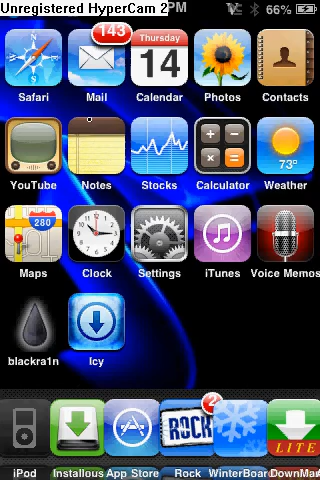 Unregistered HyperCam 2 PM 66%
143
Thursday
14
280
73°
Safari Mail Calendar Photos Contacts
YouTube Notes Stocks Calculator Weather
Maps Clock Settings iTunes Voice Memos
blackra1n Icy
2
ROCK
LITE
iPod Installous App Store Rock WinterBoar DownMa